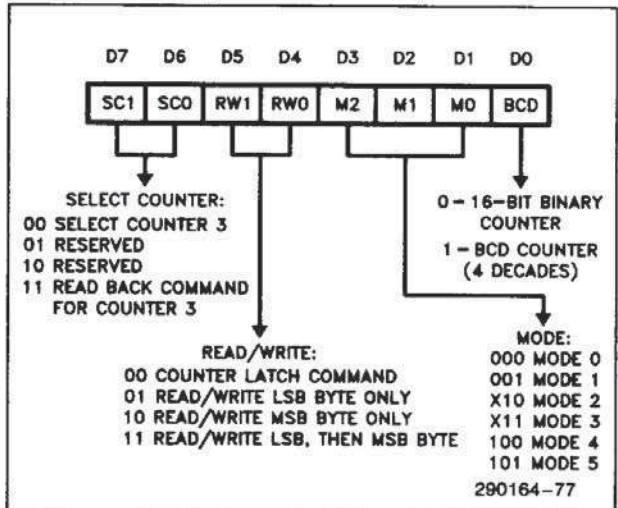 D7 D6 D5 D4 D3 D2 D1 D0
SC1 SC0 RW1 RW0 M2 M1 M0 BCD
SELECT COUNTER:
00 SELECT COUNTER 3
01 RESERVED
10 RESERVED
11 READ BACK COMMAND
FOR COUNTER 3
0-16-BIT BINARY
COUNTER
1-BCD COUNTER
(4 DECADES)
READ/WRITE:
00 COUNTER LATCH COMMAND
01 READ/WRITE LSB BYTE ONLY
10 READ/WRITE MSB BYTE ONLY
11 READ/WRITE LSB, THEN MSB BYTE
MODE:
000 MODE 0
001 MODE 1
X10 MODE 2
X11 MODE 3
100 MODE 4
101 MODE 5
290164-77